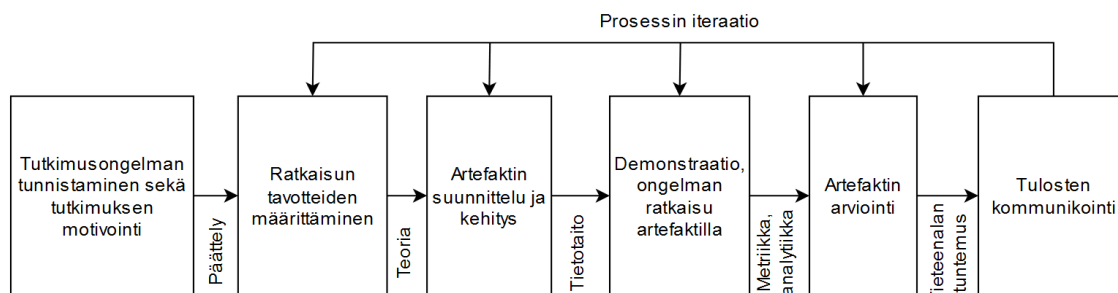 Prosessin iteraatio
Tutkimusongelman
tunnistaminen sekä
tutkimuksen
motivointi
Päättely
Ratkaisun
tavotteiden
määrittäminen
Teoria
Artefaktin
suunnittelu ja
kehitys
Tietotaito
Demonstraatio,
ongelman
ratkaisu
artefaktilla
Metriikka,
analytiikka
Artefaktin
arviointi
Tieteenalan
tuntemus
Tulosten
kommunikointi